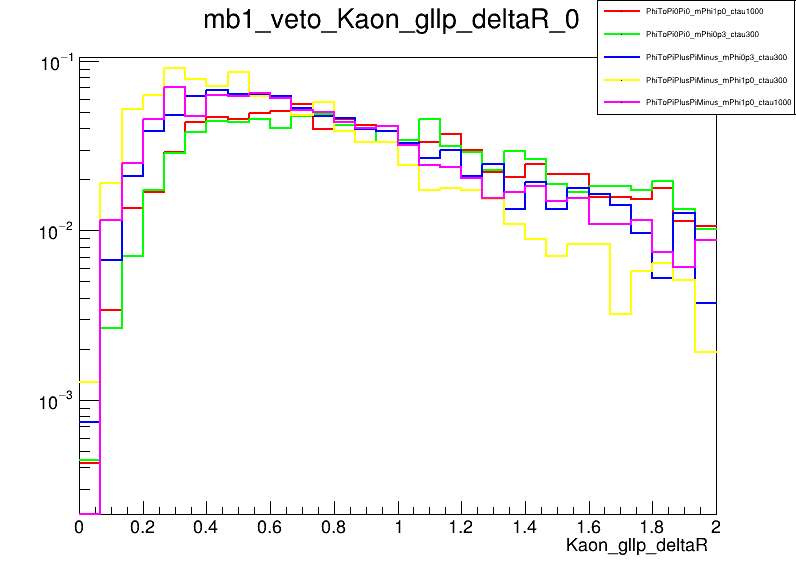 mb1_veto_Kaon_gllp_deltaR_0
PhiToPi0Pi0_mPhi1p0_ctau1000
PhiToPi0Pi0_mPhi0p3_ctau300
PhiToPiPlusPiMinus_mPhi0p3_ctau300
PhiToPiPlusPiMinus_mPhi1p0_ctau300
PhiToPiPlusPiMinus_mPhi1p0_ctau1000
10−1
10−2
10−3
0 0.2 0.4 0.6 0.8 1 1.2 1.4 1.6 1.8 2
Kaon_gllp_deltaR